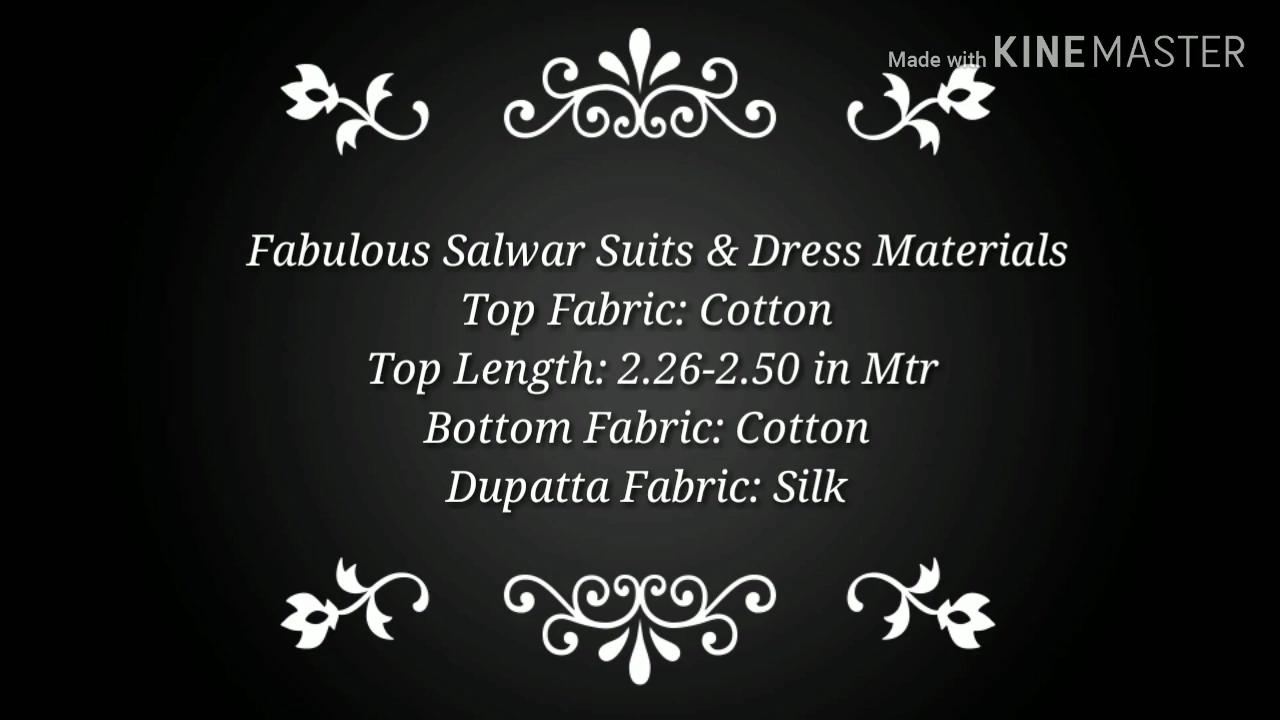 Made with KINEMASTER
Fabulous Salwar Suits & Dress Materials
Top Fabric: Cotton
Top Length: 2.26-2.50 in Mtr
Bottom Fabric: Cotton
Dupatta Fabric: Silk